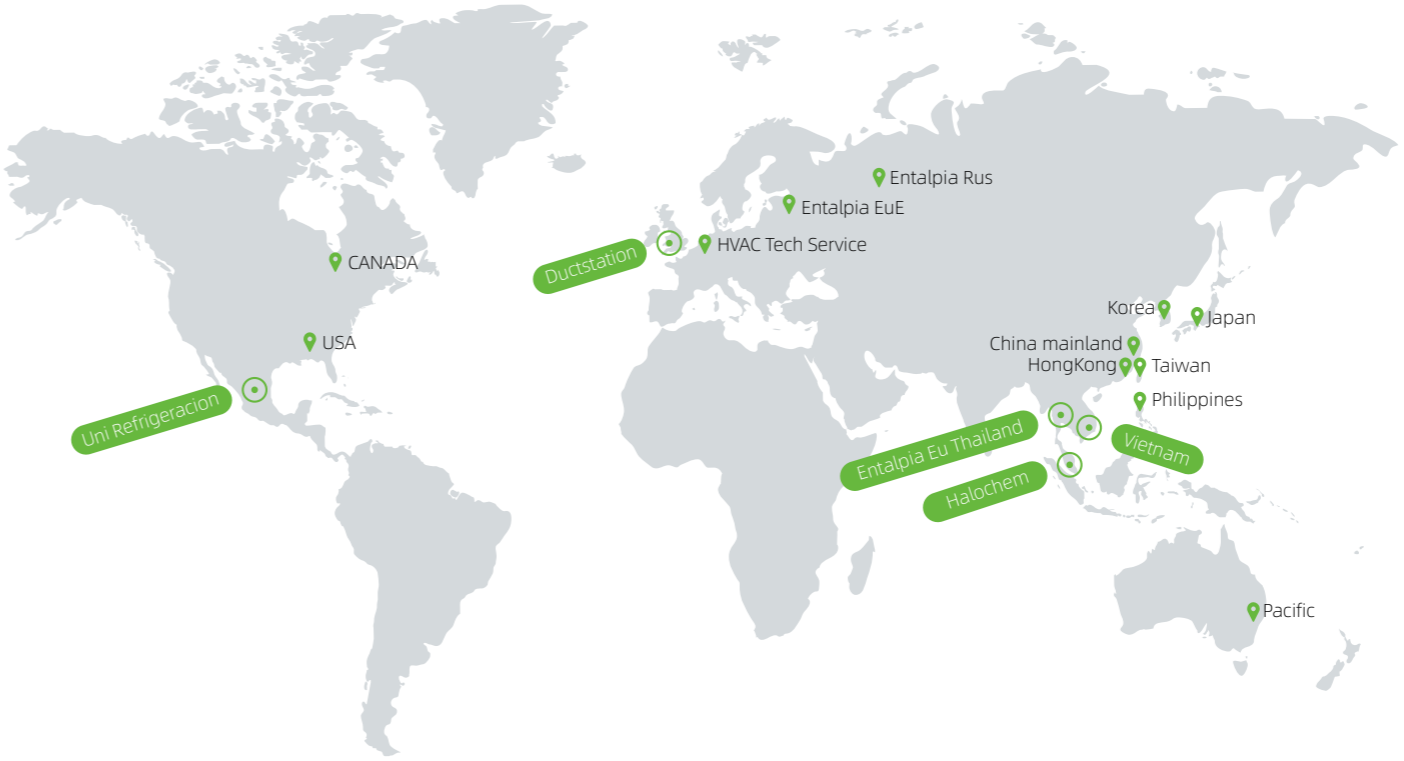 Entalpia Rus
Entalpia EuE
Ductstation
HVAC Tech Service
CANADA
Korea
Japan
USA
China mainland
HongKong
Taiwan
Uni Refrigeracion
Philippines
Entalpia Eu Thailand
Vietnam
Halochem
Pacific